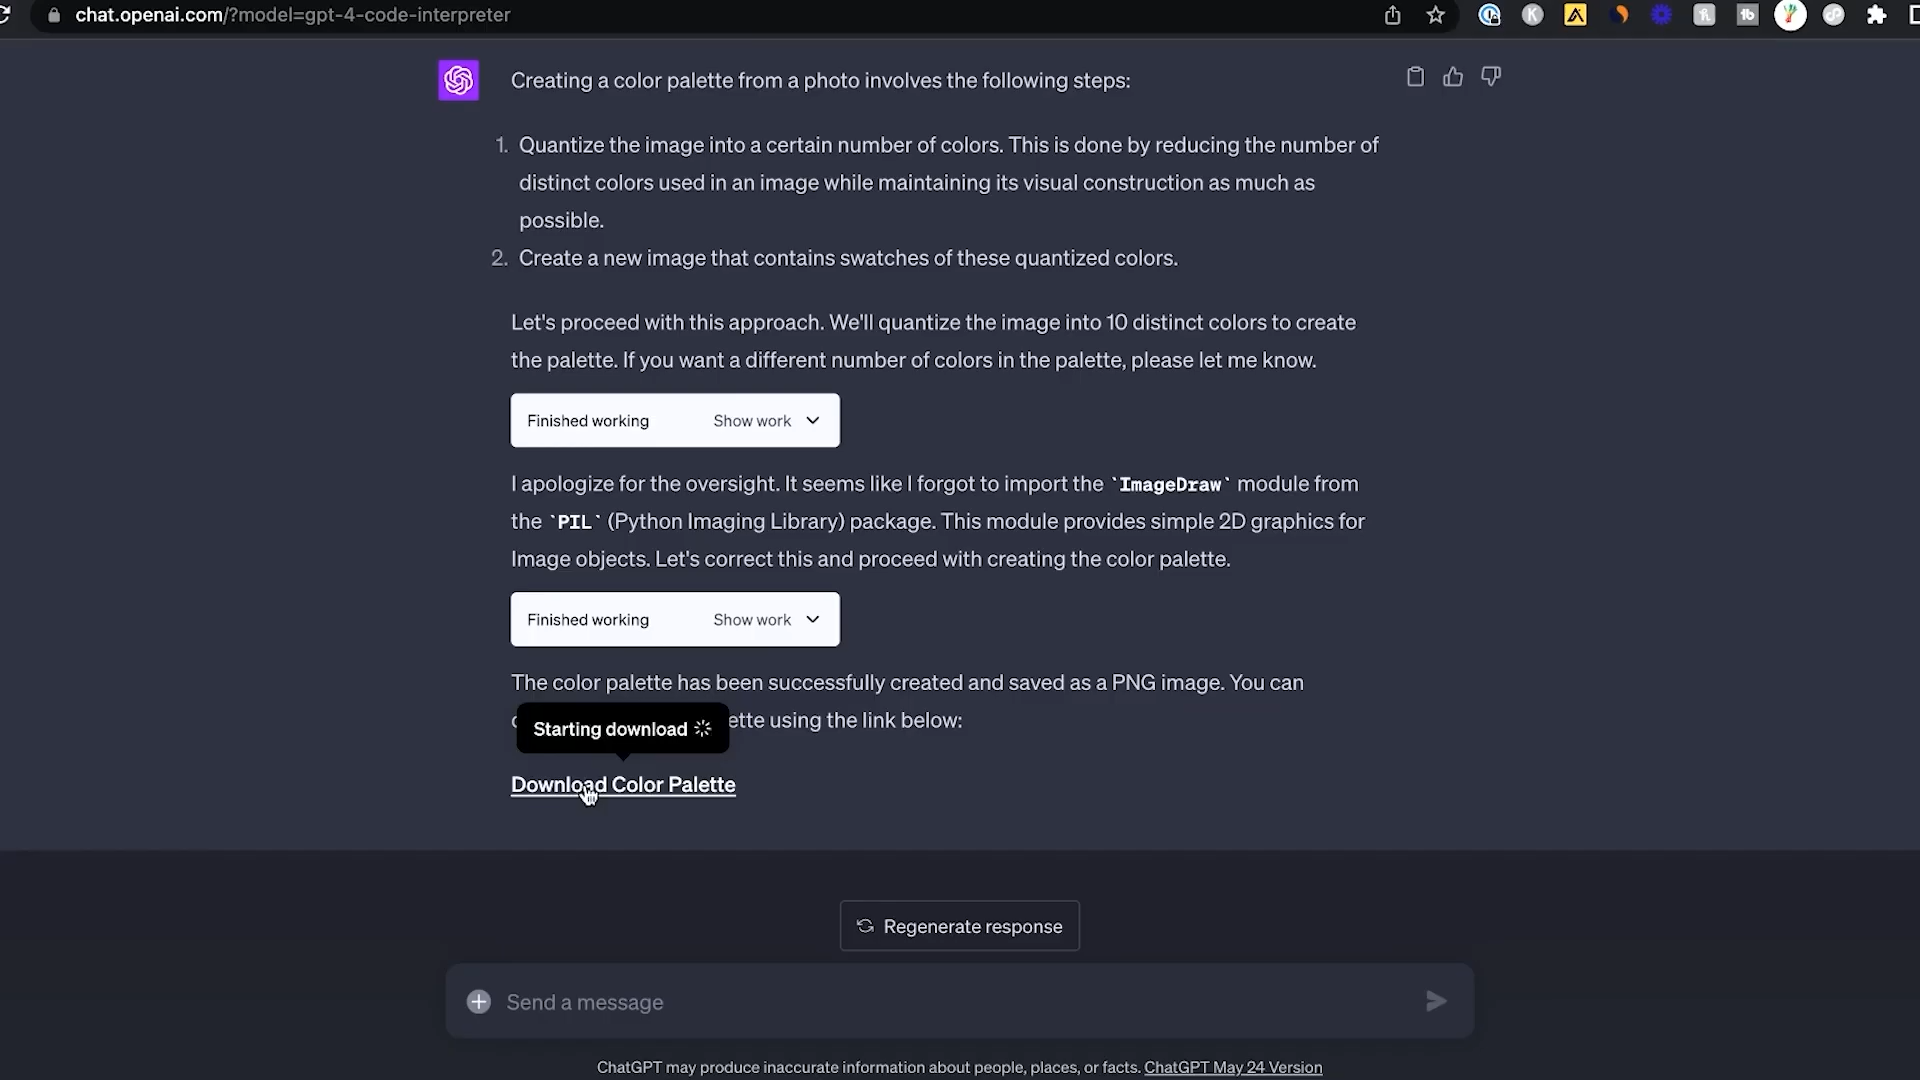 chat.openai.com/?model=gpt-4-code-interpreter
Creating a color palette from a photo involves the following steps:
1. Quantize the image into a certain number of colors. This is done by reducing the number of
distinct colors used in an image while maintaining its visual construction as much as
possible.
2. Create a new image that contains swatches of these quantized colors.
Let's proceed with this approach. We'll quantize the image into 10 distinct colors to create
the palette. If you want a different number of colors in the palette, please let me know.
Finished working Show work
I apologize for the oversight. It seems like I forgot to import the `ImageDraw` module from
the `PIL` (Python Imaging Library) package. This module provides simple 2D graphics for
Image objects. Let's correct this and proceed with creating the color palette.
Finished working Show work
The color palette has been successfully created and saved as a PNG image. You can
ette using the link below:
Starting download
Download Color Palette
Regenerate response
Send a message
ChatGPT may produce inaccurate information about people, places, or facts. ChatGPT May 24 Version